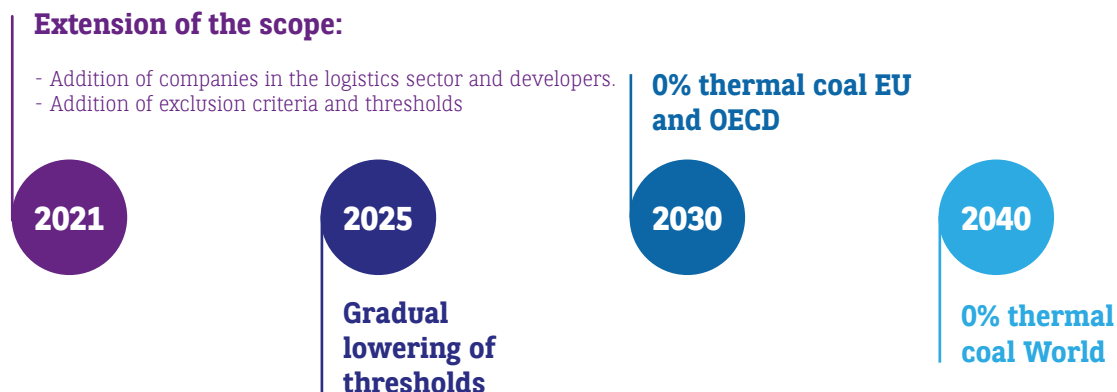 Extension of the scope:
- Addition of companies in the logistics sector and developers.
- Addition of exclusion criteria and thresholds
0% thermal coal EU
and OECD
2021
2025
2030
2040
Gradual
lowering of
thresholds
0% thermal
coal World